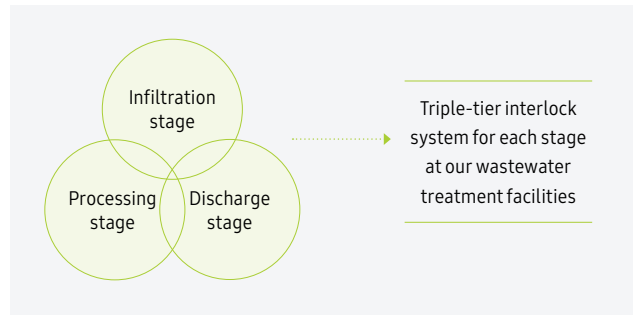 Infiltration
stage
Processing
stage
Discharge
stage
Triple-tier interlock
system for each stage
at our wastewater
treatment facilities